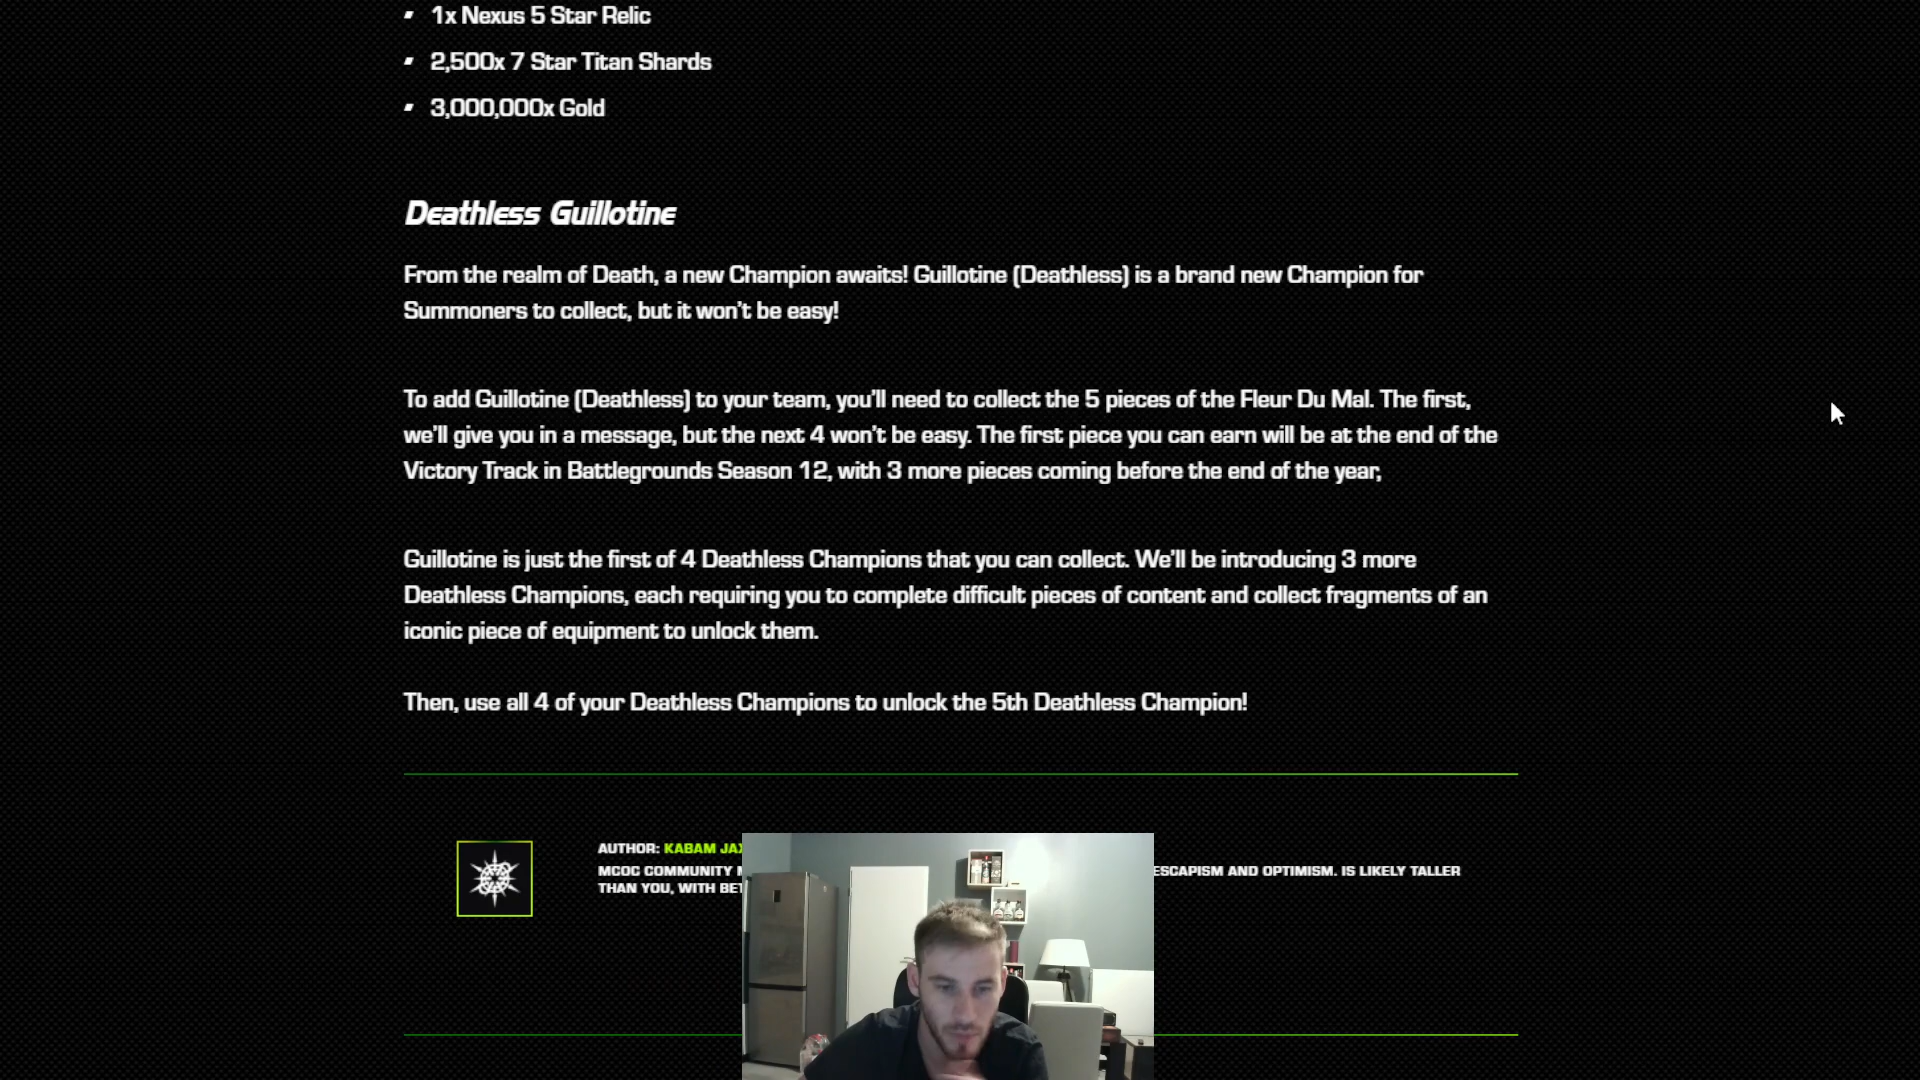 1x Nexus 5 Star Relic
2,500x 7 Star Titan Shards
3,000,000x Gold
Deathless Guillotine
From the realm of Death, a new Champion awaits! Guillotine (Deathless) is a brand new Champion for
Summoners to collect, but it won't be easy!
To add Guillotine (Deathless) to your team, you'll need to collect the 5 pieces of the Fleur Du Mal. The first,
we'll give you in a message, but the next 4 won't be easy. The first piece you can earn will be at the end of the
Victory Track in Battlegrounds Season 12, with 3 more pieces coming before the end of the year,
Guillotine is just the first of 4 Deathless Champions that you can collect. We'll be introducing 3 more
Deathless Champions, each requiring you to complete difficult pieces of content and collect fragments of an
iconic piece of equipment to unlock them.
Then, use all 4 of your Deathless Champions to unlock the 5th Deathless Champion!
AUTHOR: KABAM JAX
MCOC COMMUNITY ESCAPISM AND OPTIMISM. IS LIKELY TALLER
THAN YOU, WITH